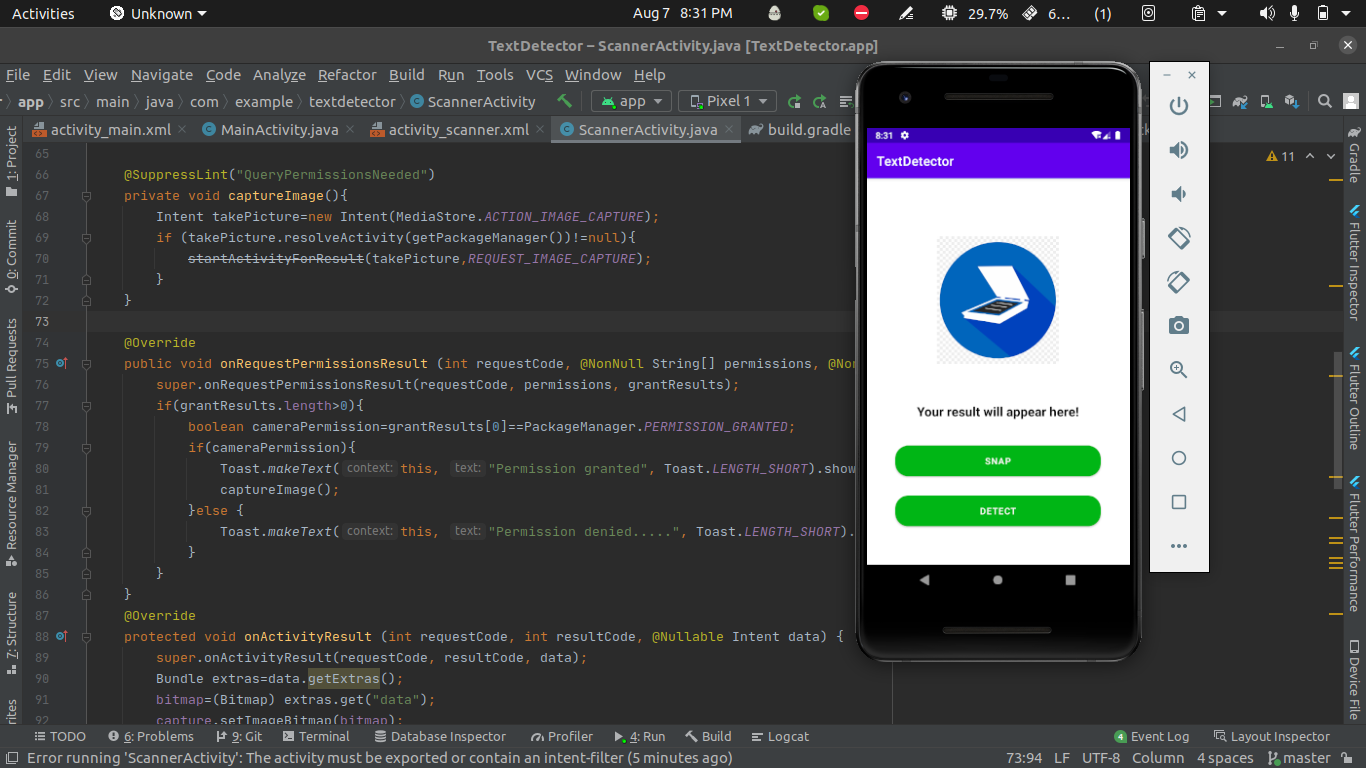 Activities Unknown Aug 7 8:31 PM 29.7% 6... (1)
TextDetector – ScannerActivity.java [TextDetector.app]
File Edit View Navigate Code Analyze Refactor Build Run Tools VCS Window Help
app src main java com example textdetector ScannerActivity app Pixel 1
activity_main.xml MainActivity.java activity_scanner.xml ScannerActivity.java build.gradle
11
65
66 @SuppressLint("QueryPermissionsNeeded")
67 private void captureImage(){
68 Intent takePicture=new Intent(MediaStore.ACTION_IMAGE_CAPTURE);
69 if (takePicture.resolveActivity(getPackageManager())!=null){
70 startActivityForResult(takePicture,REQUEST_IMAGE_CAPTURE);
71 }
72 }
73
74 @Override
75 public void onRequestPermissionsResult (int requestCode, @NonNull String[] permissions, @Non
76 super.onRequestPermissionsResult(requestCode, permissions, grantResults);
77 if(grantResults.length>0){
78 boolean cameraPermission=grantResults[0]==PackageManager.PERMISSION_GRANTED;
79 if(cameraPermission){
80 Toast.makeText( context: this, text: "Permission granted", Toast.LENGTH_SHORT).show
81 captureImage();
82 }else {
83 Toast.makeText( context: this, text: "Permission denied.....", Toast.LENGTH_SHORT).
84 }
85 }
86 }
87 @Override
88 protected void onActivityResult (int requestCode, int resultCode, @Nullable Intent data) {
89 super.onActivityResult(requestCode, resultCode, data);
90 Bundle extras=data.getExtras();
91 bitmap=(Bitmap) extras.get("data");
92 capture.setImageBitmap(bitmap);
8:31
TextDetector
Your result will appear here!
SNAP
DETECT
1: Project
0: Commit
Pull Requests
Resource Manager
7: Structure
Gradle
Flutter Inspector
Flutter Outline
Flutter Performance
Device File
TODO 6: Problems 9: Git Terminal Database Inspector Profiler 4: Run Build Logcat 4 Event Log Layout Inspector
Error running 'ScannerActivity': The activity must be exported or contain an intent-filter (5 minutes ago) 73:94 LF UTF-8 Column 4 spaces master